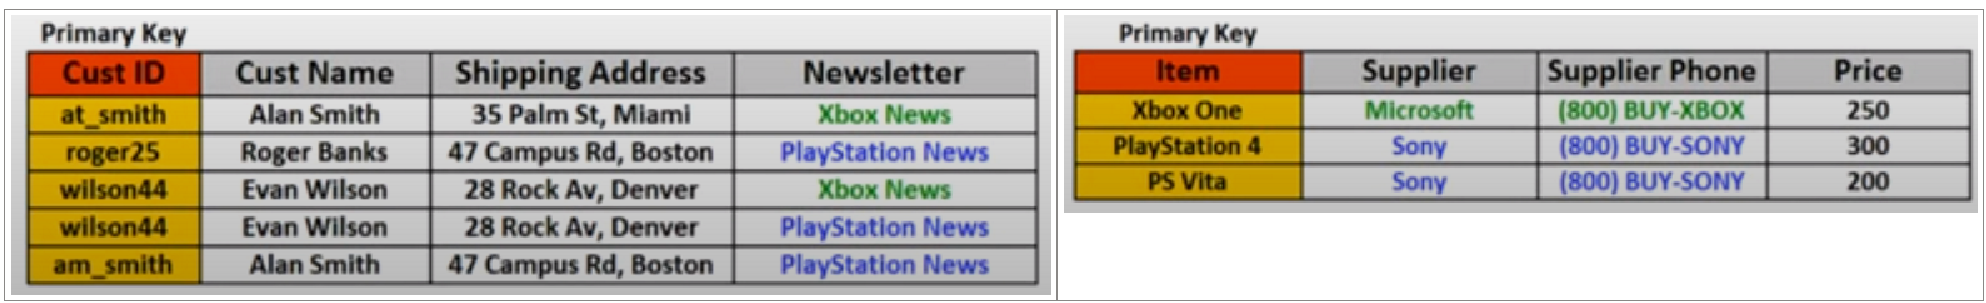 Primary Key
Cust ID Cust Name Shipping Address Newsletter
at_smith Alan Smith 35 Palm St, Miami Xbox News
roger25 Roger Banks 47 Campus Rd, Boston PlayStation News
wilson44 Evan Wilson 28 Rock Av, Denver Xbox News
wilson44 Evan Wilson 28 Rock Av, Denver PlayStation News
am_smith Alan Smith 47 Campus Rd, Boston PlayStation News
Primary Key
Item Supplier Supplier Phone Price
Xbox One Microsoft (800) BUY-XBOX 250
PlayStation 4 Sony (800) BUY-SONY 300
PS Vita Sony (800) BUY-SONY 200